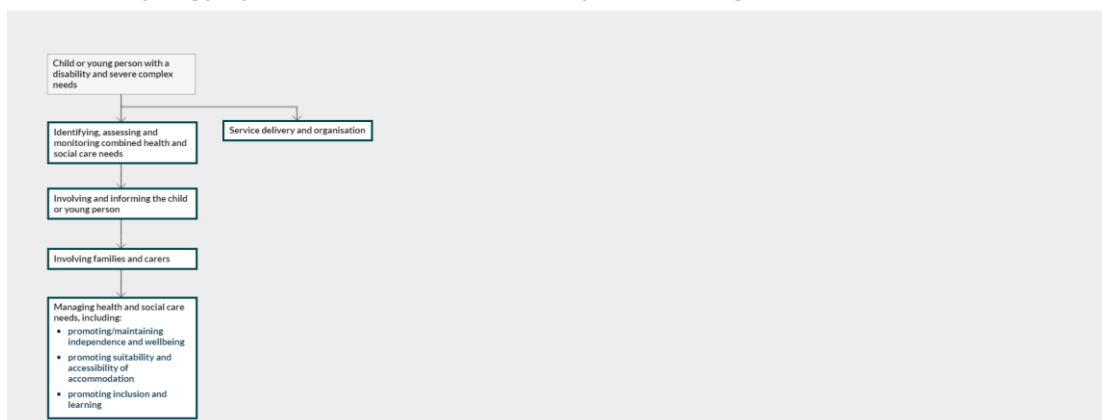 Child or young person with a
disability and severe complex
needs
Identifying, assessing and
monitoring combined health and
social care needs
Service delivery and organisation
Involving and informing the child
or young person
Involving families and carers
Managing health and social care
needs, including:
• promoting/maintaining
independence and wellbeing
• promoting suitability and
accessibility of
accommodation
• promoting inclusion and
learning